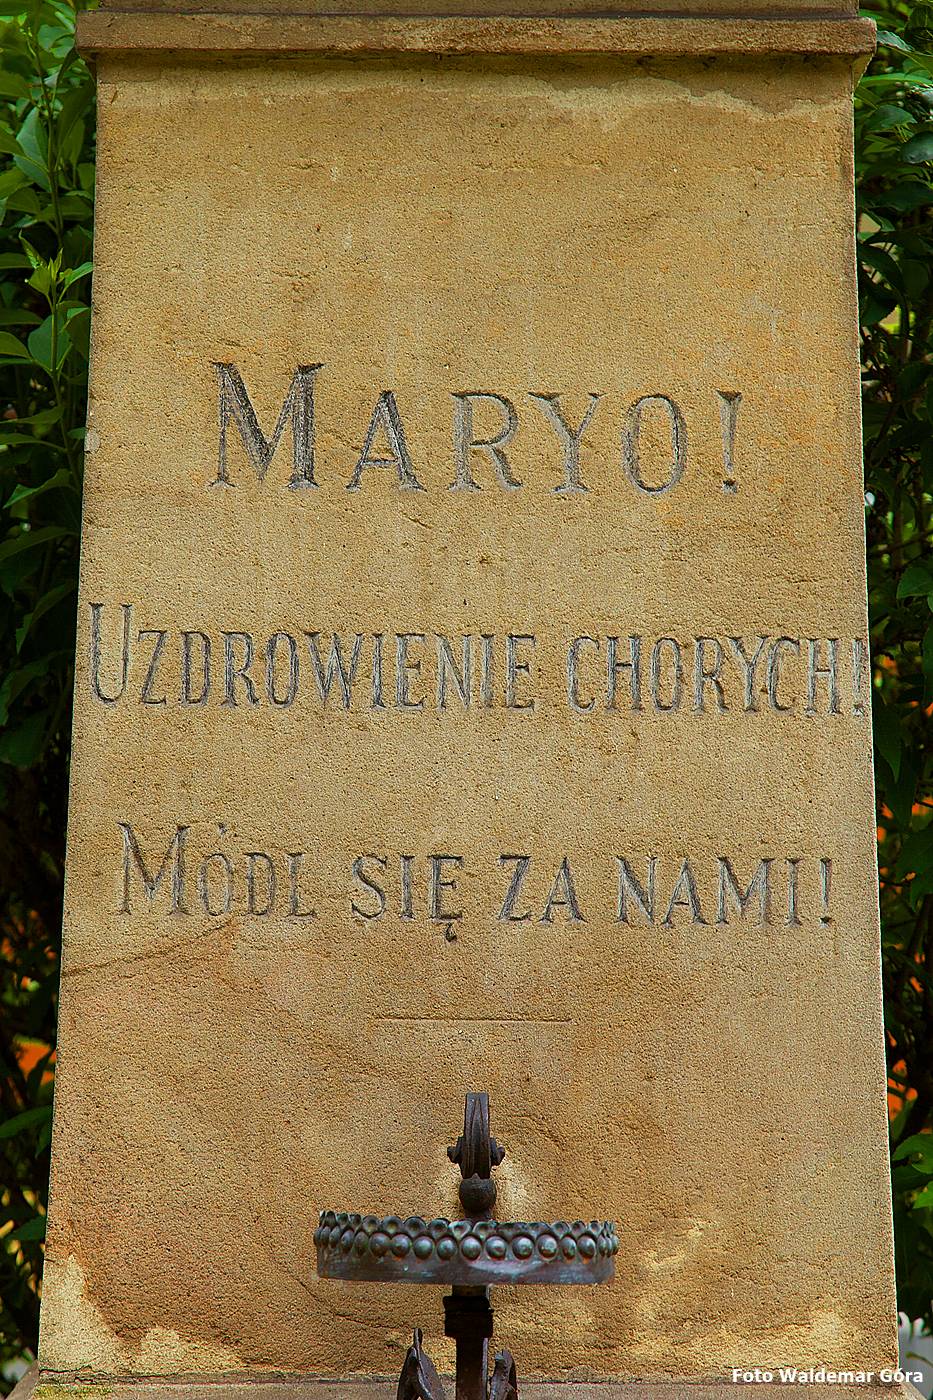 MARYO!
UZDROWIENIE CHORYCH!
MÓDL SIĘ ZA NAMI!
Foto Waldemar Góra